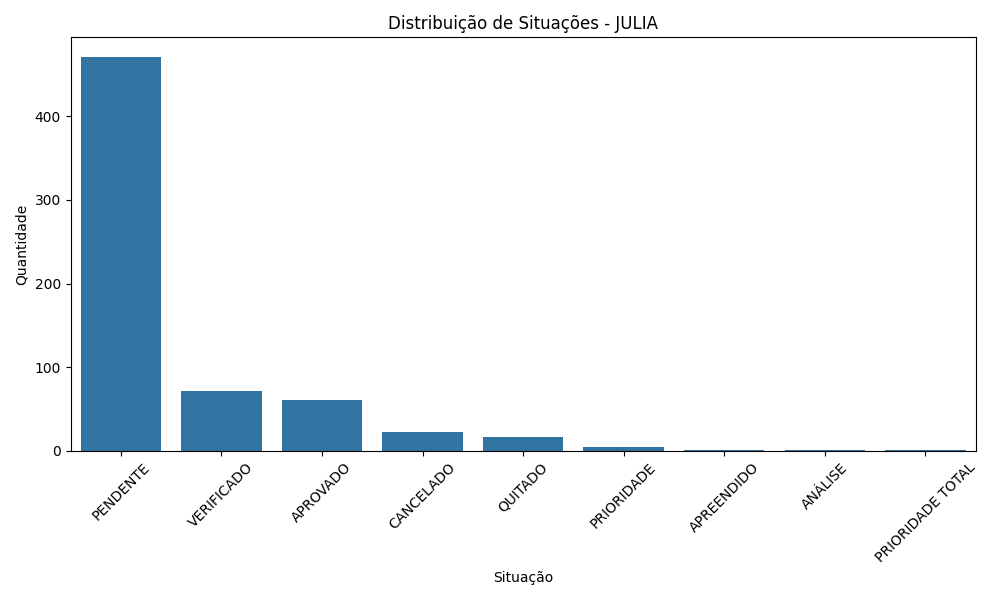 Distribuição de Situações - JULIA
Quantidade
400
300
200
100
0
PENDENTE
VERIFICADO
APROVADO
CANCELADO
QUITADO
PRIORIDADE
APREENDIDO
ANÁLISE
PRIORIDADE TOTAL
Situação